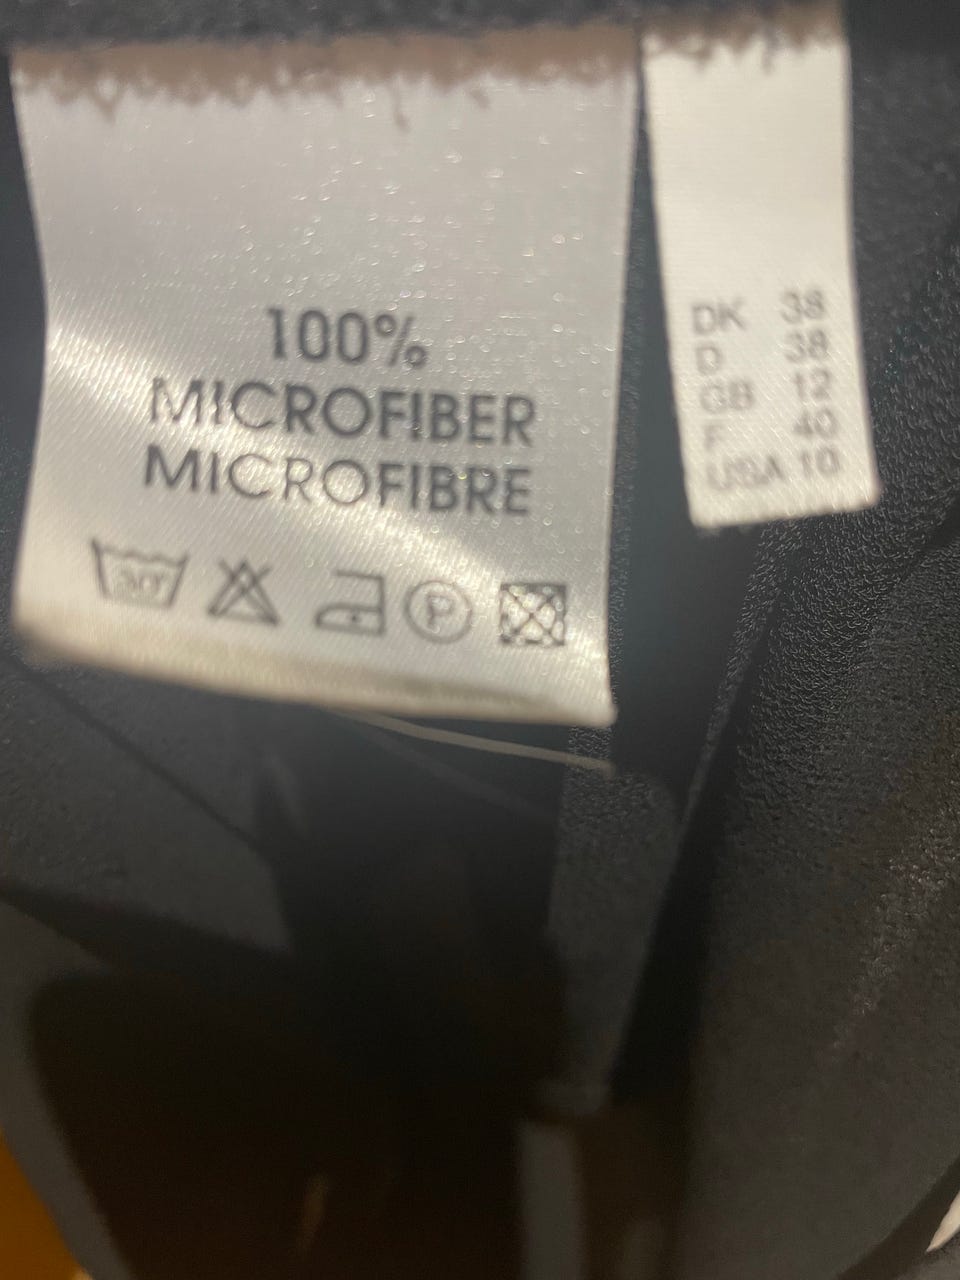 100%
MICROFIBER
MICROFIBRE
30°
P
DK 38
D 38
GB 12
F 40
USA 10